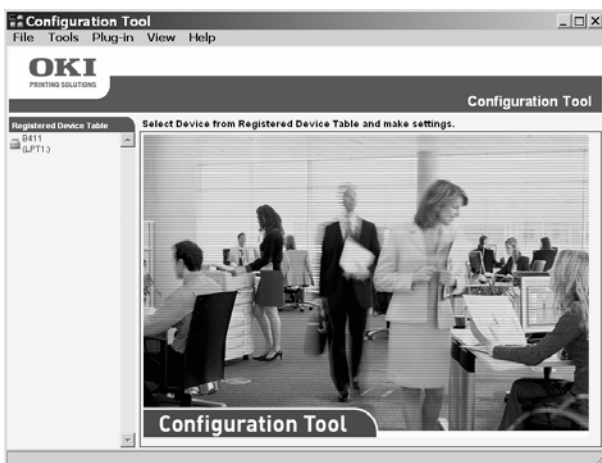 Configuration Tool
File Tools Plug-in View Help
OKI
PRINTING SOLUTIONS
Configuration Tool
Registered Device Table
Select Device from Registered Device Table and make settings.
B411
(LPT1:)
Configuration Tool